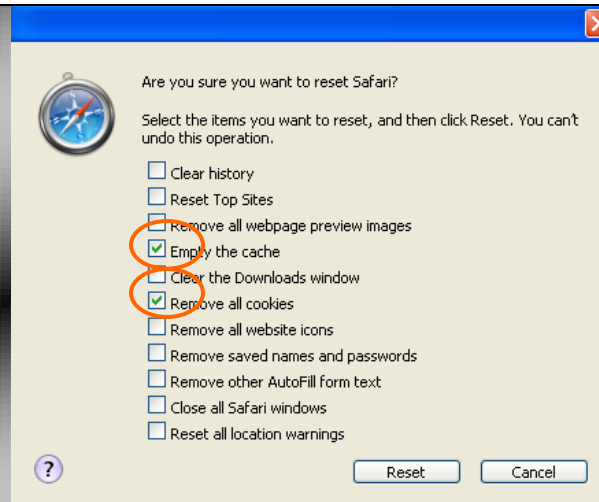 Are you sure you want to reset Safari?
Select the items you want to reset, and then click Reset. You can't
undo this operation.
Clear history
Reset Top Sites
Remove all webpage preview images
Empty the cache
Clear the Downloads window
Remove all cookies
Remove all website icons
Remove saved names and passwords
Remove other AutoFill form text
Close all Safari windows
Reset all location warnings
?
Reset
Cancel